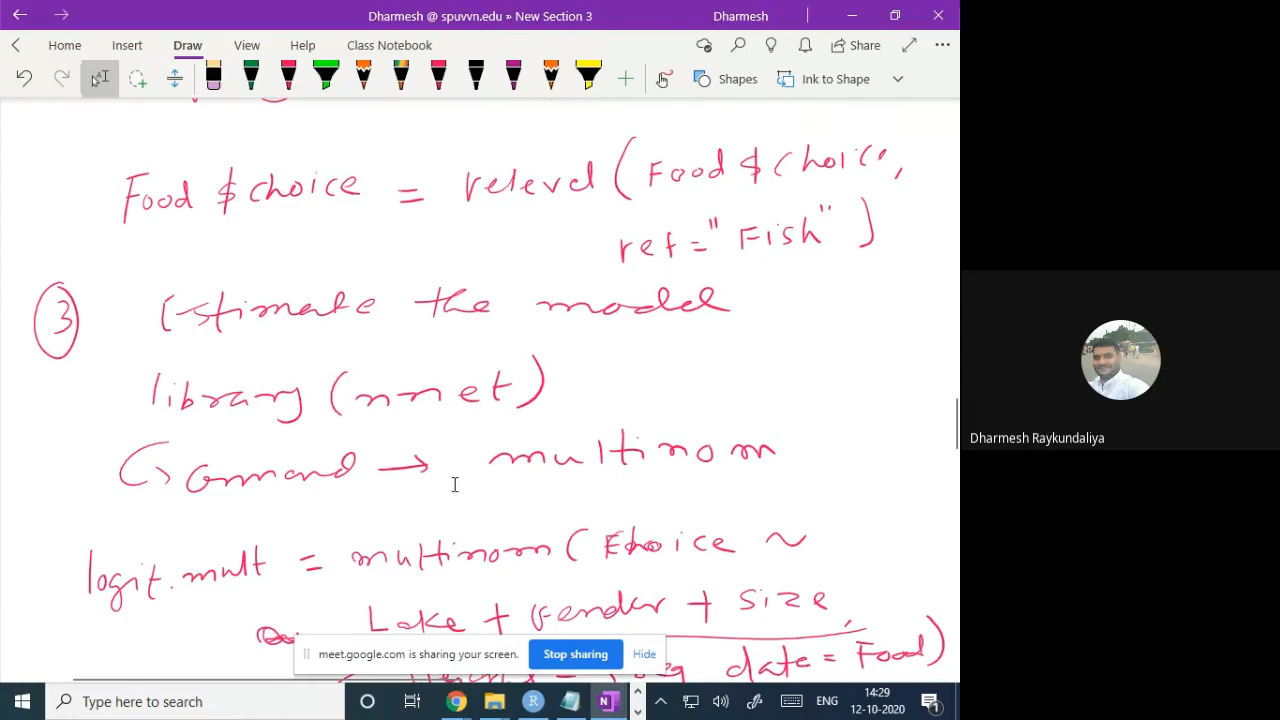 Dharmesh @ spuvvn.edu » New Section 3
Dharmesh
Home Insert Draw View Help Class Notebook
Share
Shapes
Ink to Shape
Food $ choice = relevel (Food $ choice,
ref = "Fish")
3 Estimate the model
library (nnet)
Command → multinom
logit.mult = multinom ( choice ~
Lake + Gender + Size,
data = Food)
meet.google.com is sharing your screen.
Stop sharing
Hide
Dharmesh Raykundaliya
Type here to search
ENG
14:29
12-10-2020
1